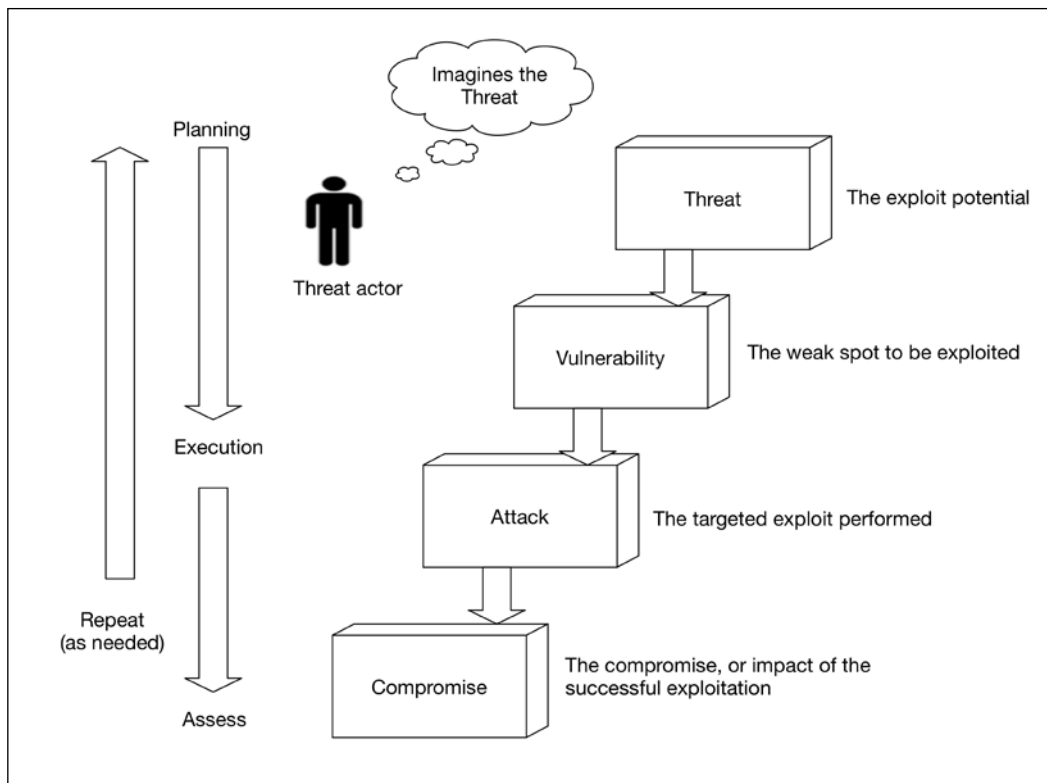 Imagines the
Threat
Planning
Threat
The exploit potential
Threat actor
Vulnerability
The weak spot to be exploited
Execution
Attack
The targeted exploit performed
Repeat
(as needed)
Compromise
The compromise, or impact of the
successful exploitation
Assess